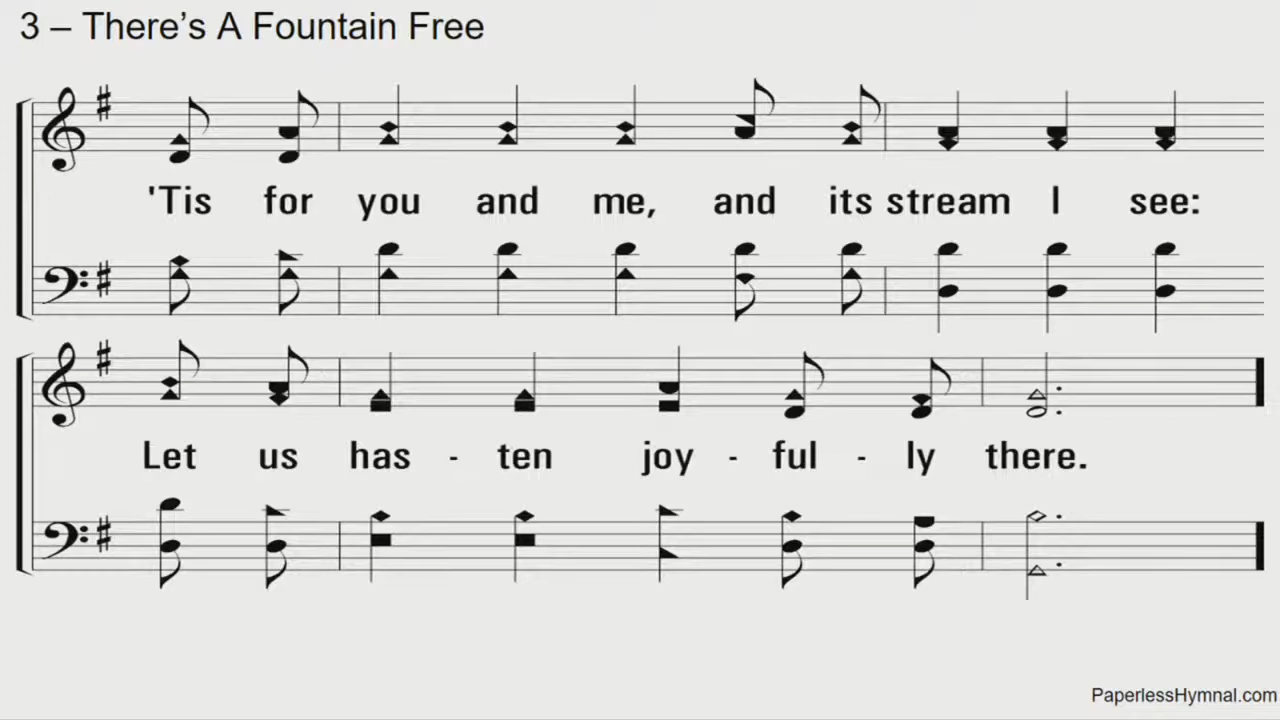 3 – There's A Fountain Free
'Tis for you and me, and its stream I see:
Let us has - ten joy - ful - ly there.
PaperlessHymnal.com